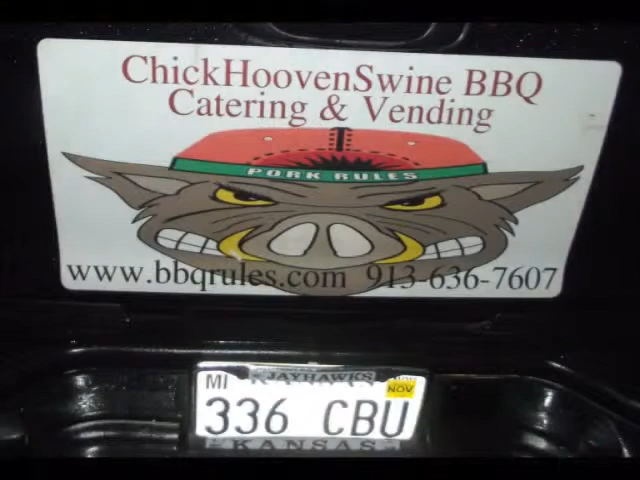 ChickHoovenSwine BBQ
Catering & Vending
PORK RULES
www.bbqrules.com 913-636-7607
JAYHAWKS
MI NOV
336 CBU
KANSAS